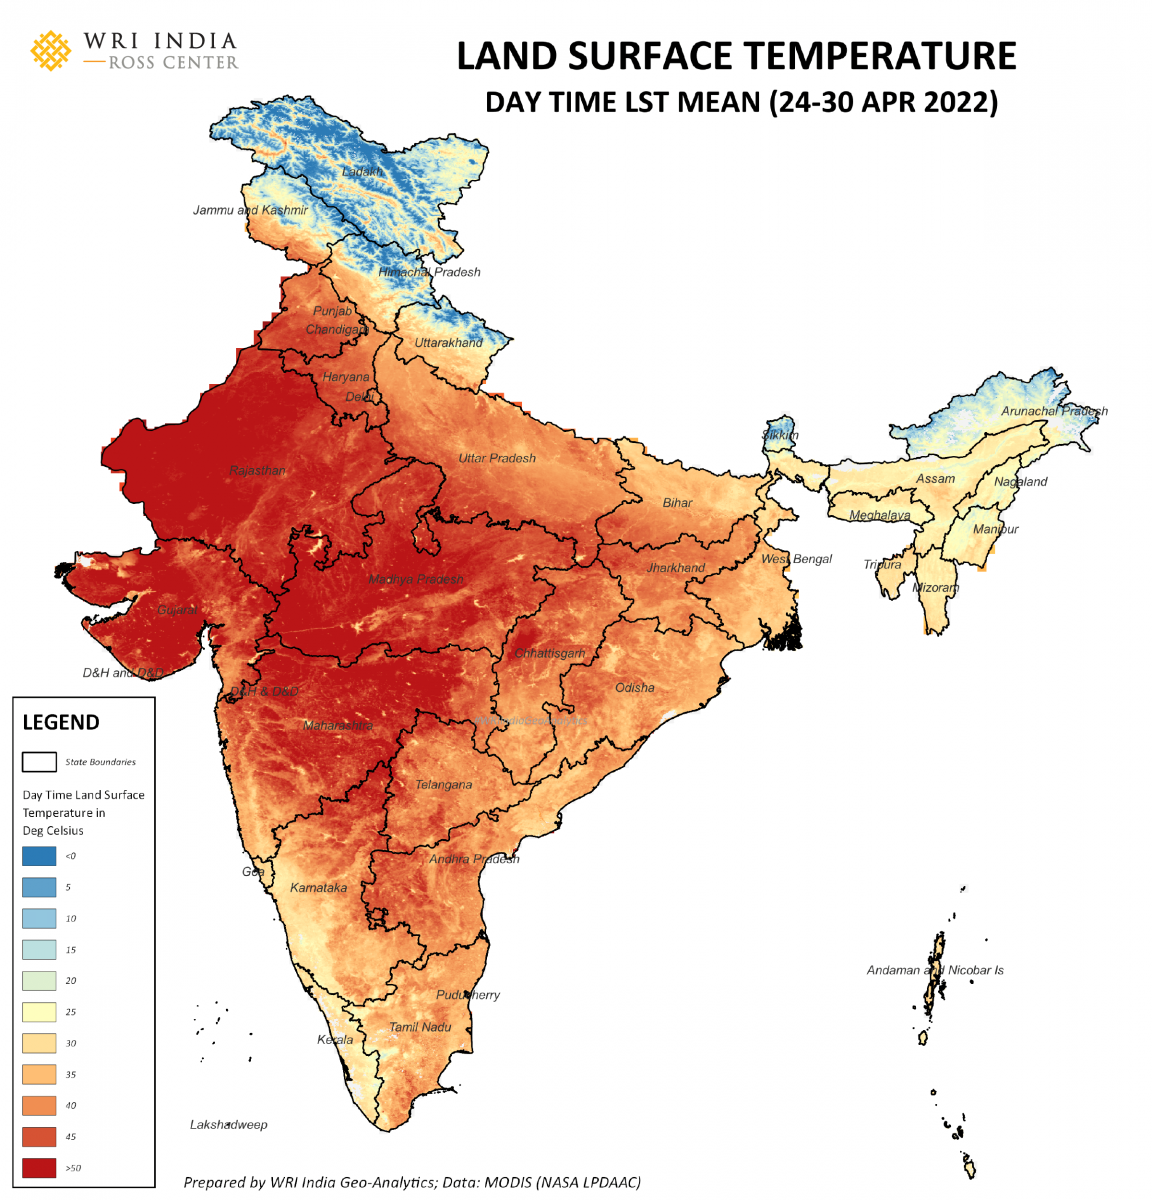 WRI INDIA
ROSS CENTER
LAND SURFACE TEMPERATURE
DAY TIME LST MEAN (24-30 APR 2022)
Ladakh
Jammu and Kashmir
Himachal Pradesh
Punjab
Chandigarh
Uttarakhand
Haryana
Delhi
Arunachal Pradesh
Sikkim
Uttar Pradesh
Rajasthan
Assam
Nagaland
Bihar
Meghalaya
Manipur
West Bengal
Tripura
Jharkhand
Madhya Pradesh
Mizoram
Gujarat
Chhattisgarh
D&H and D&D
Odisha
D&H & D&D
Maharashtra
Telangana
Andhra Pradesh
Goa
Karnataka
Andaman and Nicobar Is
Puducherry
Tamil Nadu
Kerala
Lakshadweep
LEGEND
State Boundaries
Day Time Land Surface
Temperature in
Deg Celsius
<0
5
10
15
20
25
30
35
40
45
>50
Prepared by WRI India Geo-Analytics; Data: MODIS (NASA LPDAAC)